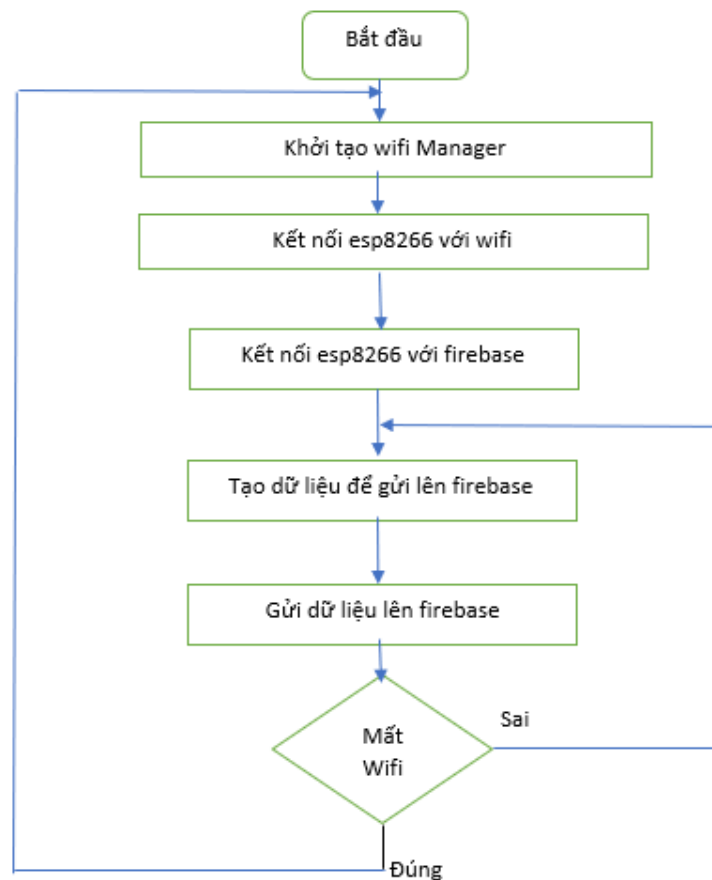 Bắt đầu
Khởi tạo wifi Manager
Kết nối esp8266 với wifi
Kết nối esp8266 với firebase
Tạo dữ liệu để gửi lên firebase
Gửi dữ liệu lên firebase
Mất
Wifi
Sai
Đúng